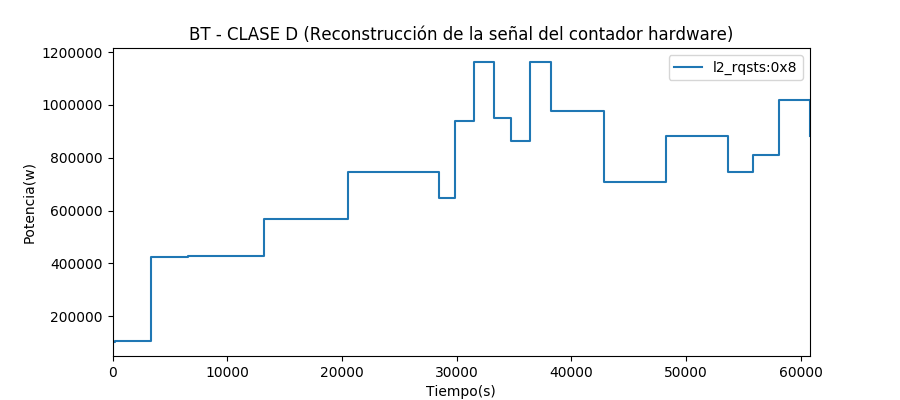 BT - CLASE D (Reconstrucción de la señal del contador hardware)
l2_rqsts:0x8
Potencia(w)
1200000
1000000
800000
600000
400000
200000
0 10000 20000 30000 40000 50000 60000
Tiempo(s)